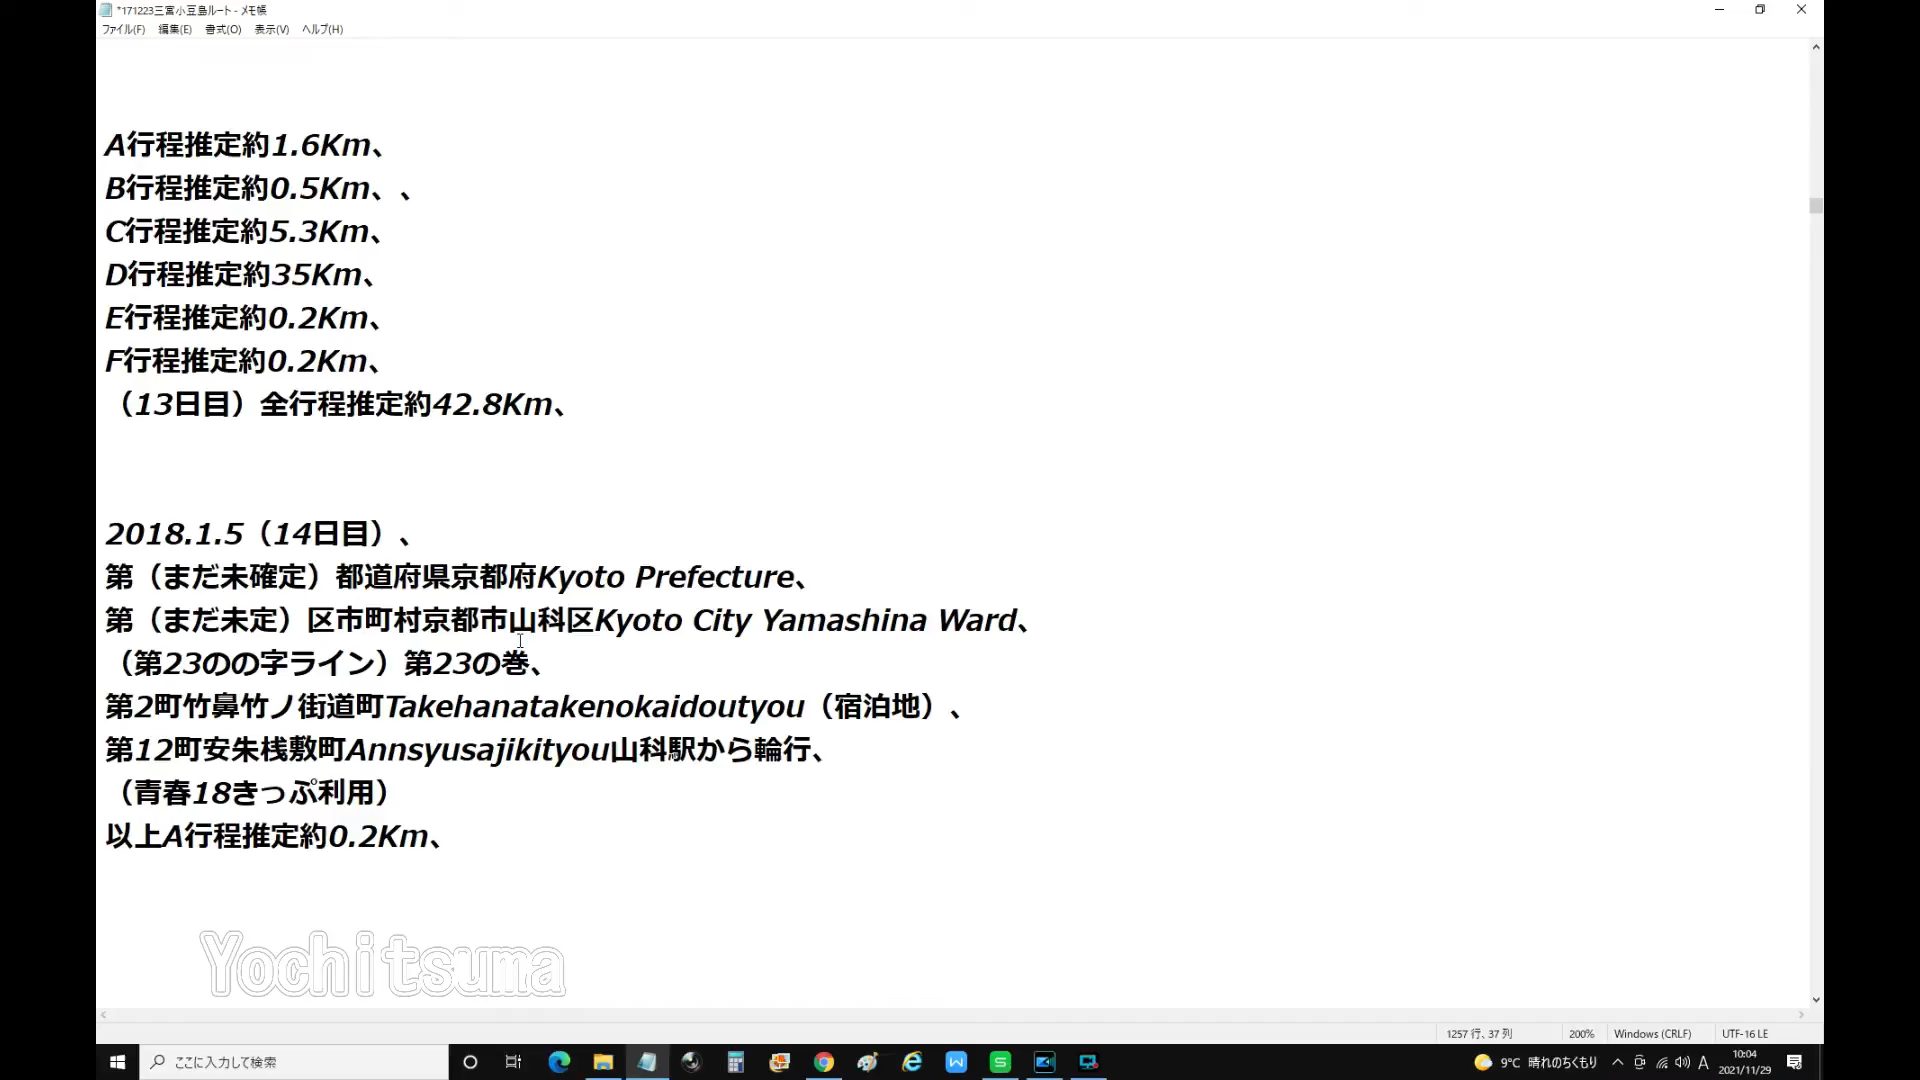 *171223三宮小豆島ルート - メモ帳
ファイル(F) 編集(E) 書式(O) 表示(V) ヘルプ(H)
A行程推定約1.6Km、
B行程推定約0.5Km、、
C行程推定約5.3Km、
D行程推定約35Km、
E行程推定約0.2Km、
F行程推定約0.2Km、
（13日目）全行程推定約42.8Km、
2018.1.5（14日目）、
第（まだ未確定）都道府県京都府Kyoto Prefecture、
第（まだ未定）区市町村京都市山科区Kyoto City Yamashina Ward、
（第23のの字ライン）第23の巻、
第2町竹鼻竹ノ街道町Takehanatakenokaidoutyou（宿泊地）、
第12町安朱桟敷町Annsyusajikityou山科駅から輪行、
（青春18きっぷ利用）
以上A行程推定約0.2Km、
Yochitsuma
1257 行、37 列 200% Windows (CRLF) UTF-16 LE
ここに入力して検索
9°C 晴れのちくもり A 10:04
2021/11/29